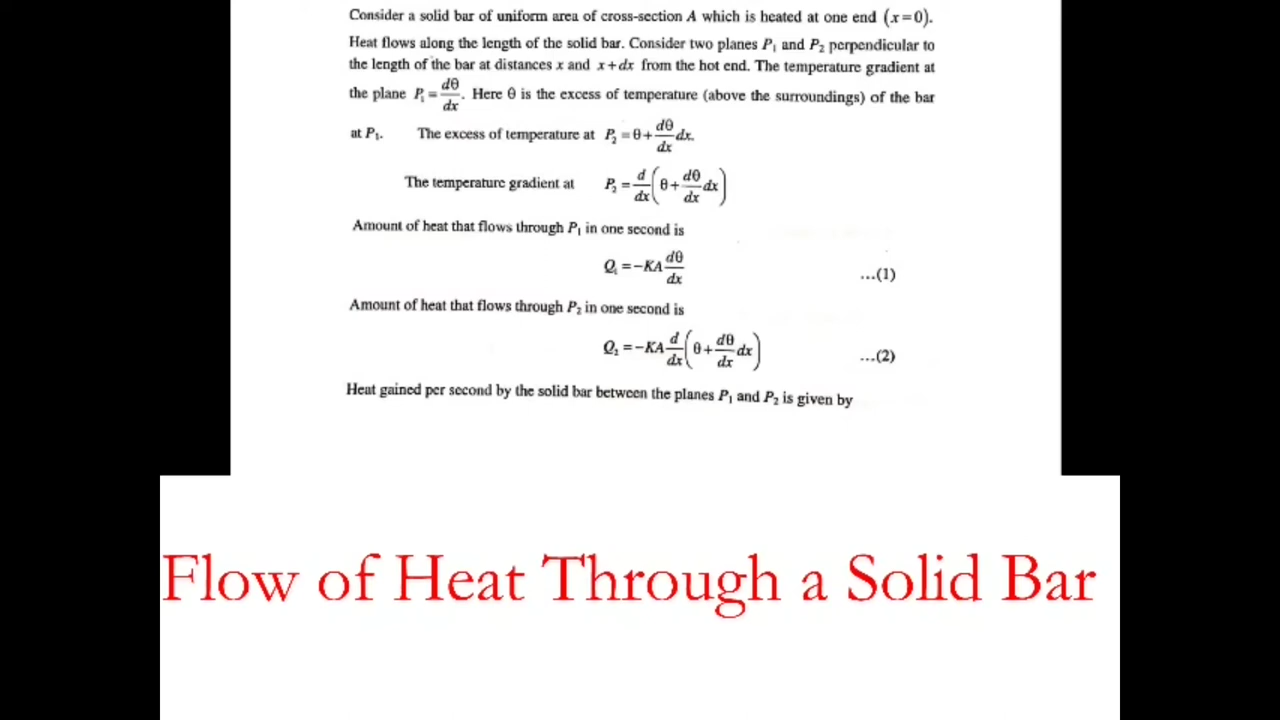 Consider a solid bar of uniform area of cross-section A which is heated at one end (x=0).
Heat flows along the length of the solid bar. Consider two planes P₁ and P₂ perpendicular to
the length of the bar at distances x and x+dx from the hot end. The temperature gradient at
the plane P₁ = dθ/dx. Here θ is the excess of temperature (above the surroundings) of the bar
at P₁. The excess of temperature at P₂ = θ + dθ/dx dx.
The temperature gradient at P₂ = d/dx (θ + dθ/dx dx)
Amount of heat that flows through P₁ in one second is
Q₁ = -KA dθ/dx ...(1)
Amount of heat that flows through P₂ in one second is
Q₂ = -KA d/dx (θ + dθ/dx dx) ...(2)
Heat gained per second by the solid bar between the planes P₁ and P₂ is given by
Flow of Heat Through a Solid Bar